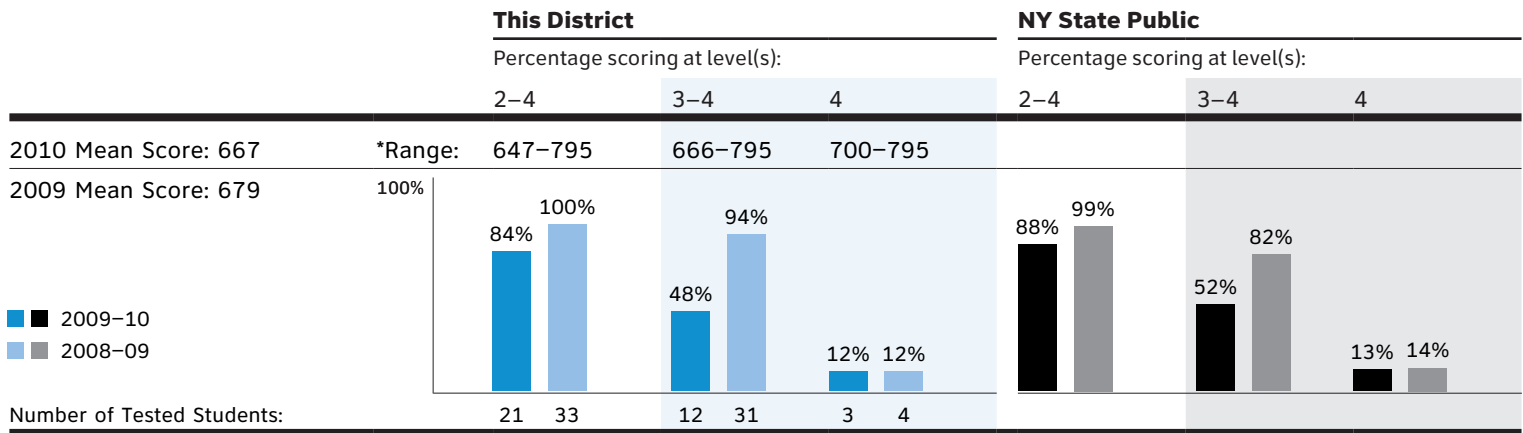 This District NY State Public
Percentage scoring at level(s): Percentage scoring at level(s):
2–4 3–4 4 2–4 3–4 4
2010 Mean Score: 667 *Range: 647–795 666–795 700–795
2009 Mean Score: 679 100%
84% 100% 48% 94% 12% 12% 88% 99% 52% 82% 13% 14%
2009–10
2008–09
Number of Tested Students: 21 33 12 31 3 4